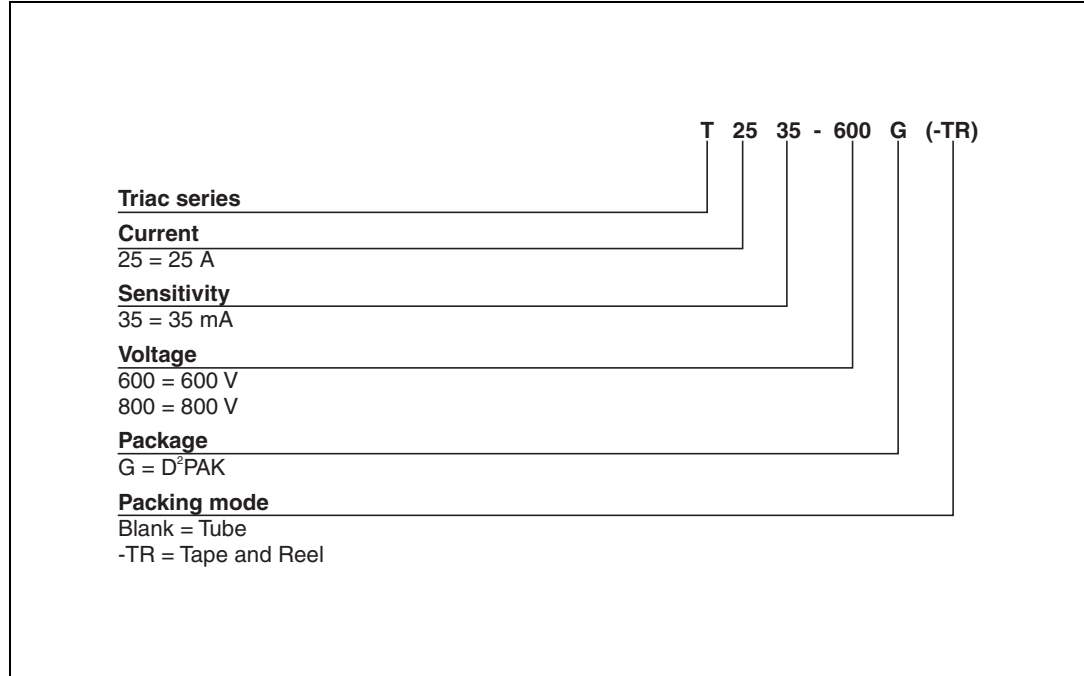 T 25 35 - 600 G (-TR)
Triac series
Current
25 = 25 A
Sensitivity
35 = 35 mA
Voltage
600 = 600 V
800 = 800 V
Package
G = D²PAK
Packing mode
Blank = Tube
-TR = Tape and Reel